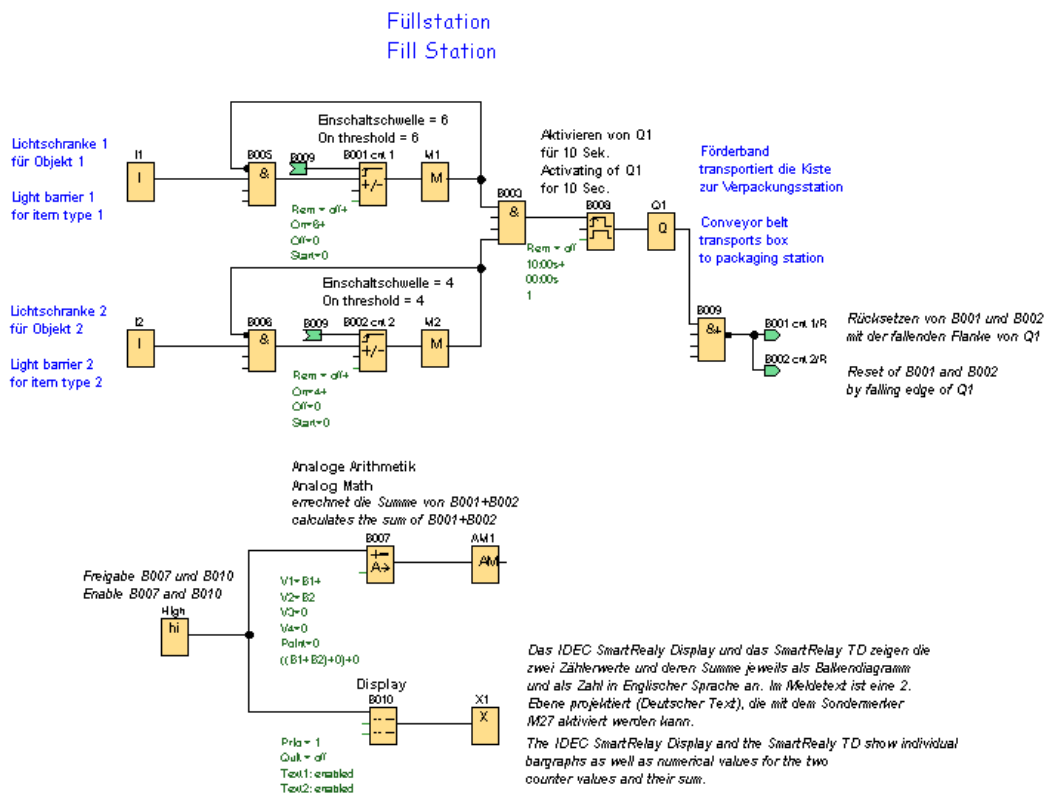 Füllstation
Fill Station
Einschaltschwelle = 6
On threshold = 6
Aktivieren von Q1
für 10 Sek.
Activating of Q1
for 10 Sec.
Lichtschranke 1
für Objekt 1
Light barrier 1
for item type 1
I1
I
B005
&
B009
B001 cnt 1
+/-
M1
M
Rem = off+
On=6+
Off=0
Start=0
B003
&
B008
Rem = off
10:00s+
00:00s
1
Q1
Q
Förderband
transportiert die Kiste
zur Verpackungsstation
Conveyor belt
transports box
to packaging station
Einschaltschwelle = 4
On threshold = 4
Lichtschranke 2
für Objekt 2
Light barrier 2
for item type 2
I2
I
B006
&
B009
B002 cnt 2
+/-
M2
M
Rem = off+
On=4+
Off=0
Start=0
B009
&
B001 cnt 1/R
B002 cnt 2/R
Rücksetzen von B001 und B002
mit der fallenden Flanke von Q1
Reset of B001 and B002
by falling edge of Q1
Analoge Arithmetik
Analog Math
errechnet die Summe von B001+B002
calculates the sum of B001+B002
B007
+=
A→
AM1
AM
V1=B1+
V2=B2
V3=0
V4=0
Point=0
((B1+B2)+0)+0
Freigabe B007 und B010
Enable B007 and B010
High
hi
Display
B010
X1
X
Prio = 1
Quit = off
Text1: enabled
Text2: enabled
Das IDEC SmartRealy Display und das SmartRelay TD zeigen die
zwei Zählerwerte und deren Summe jeweils als Balkendiagramm
und als Zahl in Englischer Sprache an. Im Meldetext ist eine 2.
Ebene projektiert (Deutscher Text), die mit dem Sondermerker
M27 aktiviert werden kann.
The IDEC SmartRelay Display and the SmartRealy TD show individual
bargraphs as well as numerical values for the two
counter values and their sum.